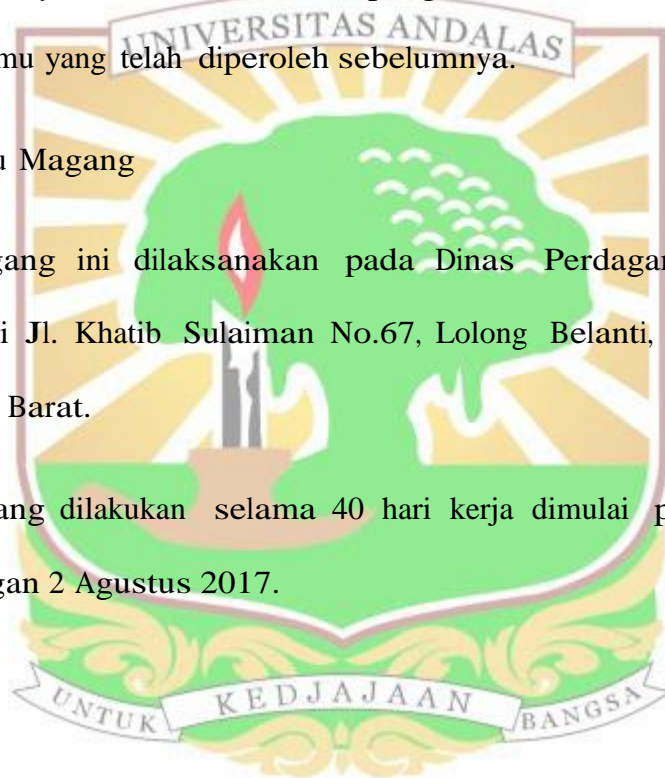 UNIVERSITAS ANDALAS
mu yang telah diperoleh sebelumnya.
u Magang
gang ini dilaksanakan pada Dinas Perdagan
i Jl. Khatib Sulaiman No.67, Lolong Belanti,
Barat.
ang dilakukan selama 40 hari kerja dimulai p
gan 2 Agustus 2017.
UNTUK KEDJAJAAN BANGSA